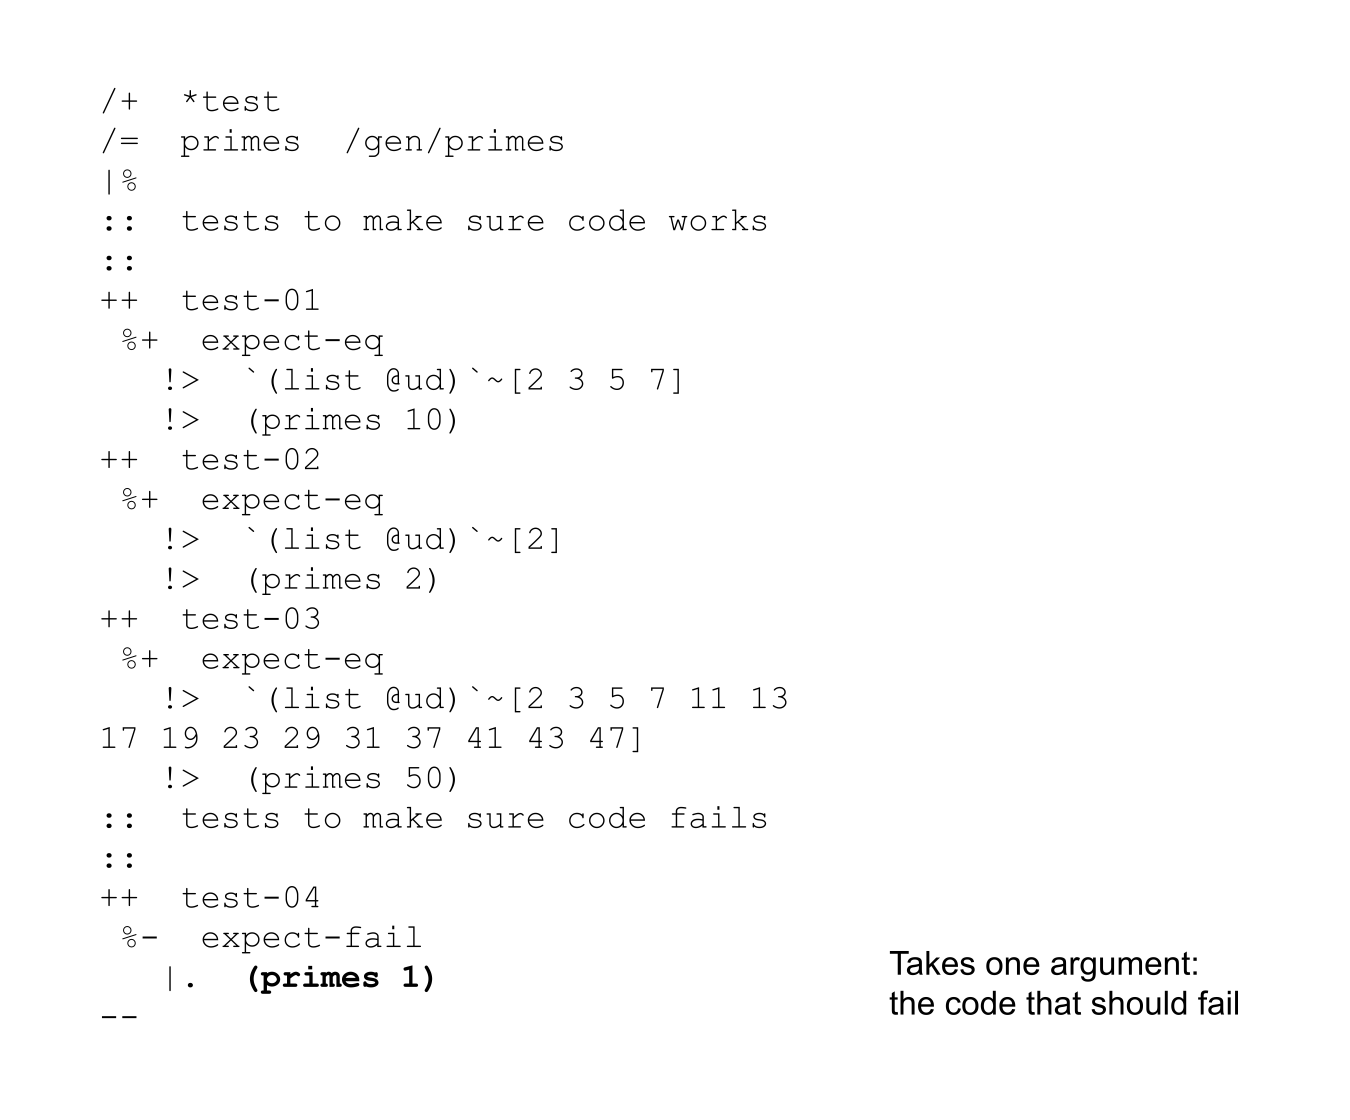 /+  *test
/=  primes  /gen/primes
|%
::  tests to make sure code works
::
++  test-01
 %+  expect-eq
   !>  `(list @ud)`~[2 3 5 7]
   !>  (primes 10)
++  test-02
 %+  expect-eq
   !>  `(list @ud)`~[2]
   !>  (primes 2)
++  test-03
 %+  expect-eq
   !>  `(list @ud)`~[2 3 5 7 11 13
17 19 23 29 31 37 41 43 47]
   !>  (primes 50)
::  tests to make sure code fails
::
++  test-04
 %-  expect-fail
   |.  (primes 1)
--
Takes one argument:
the code that should fail